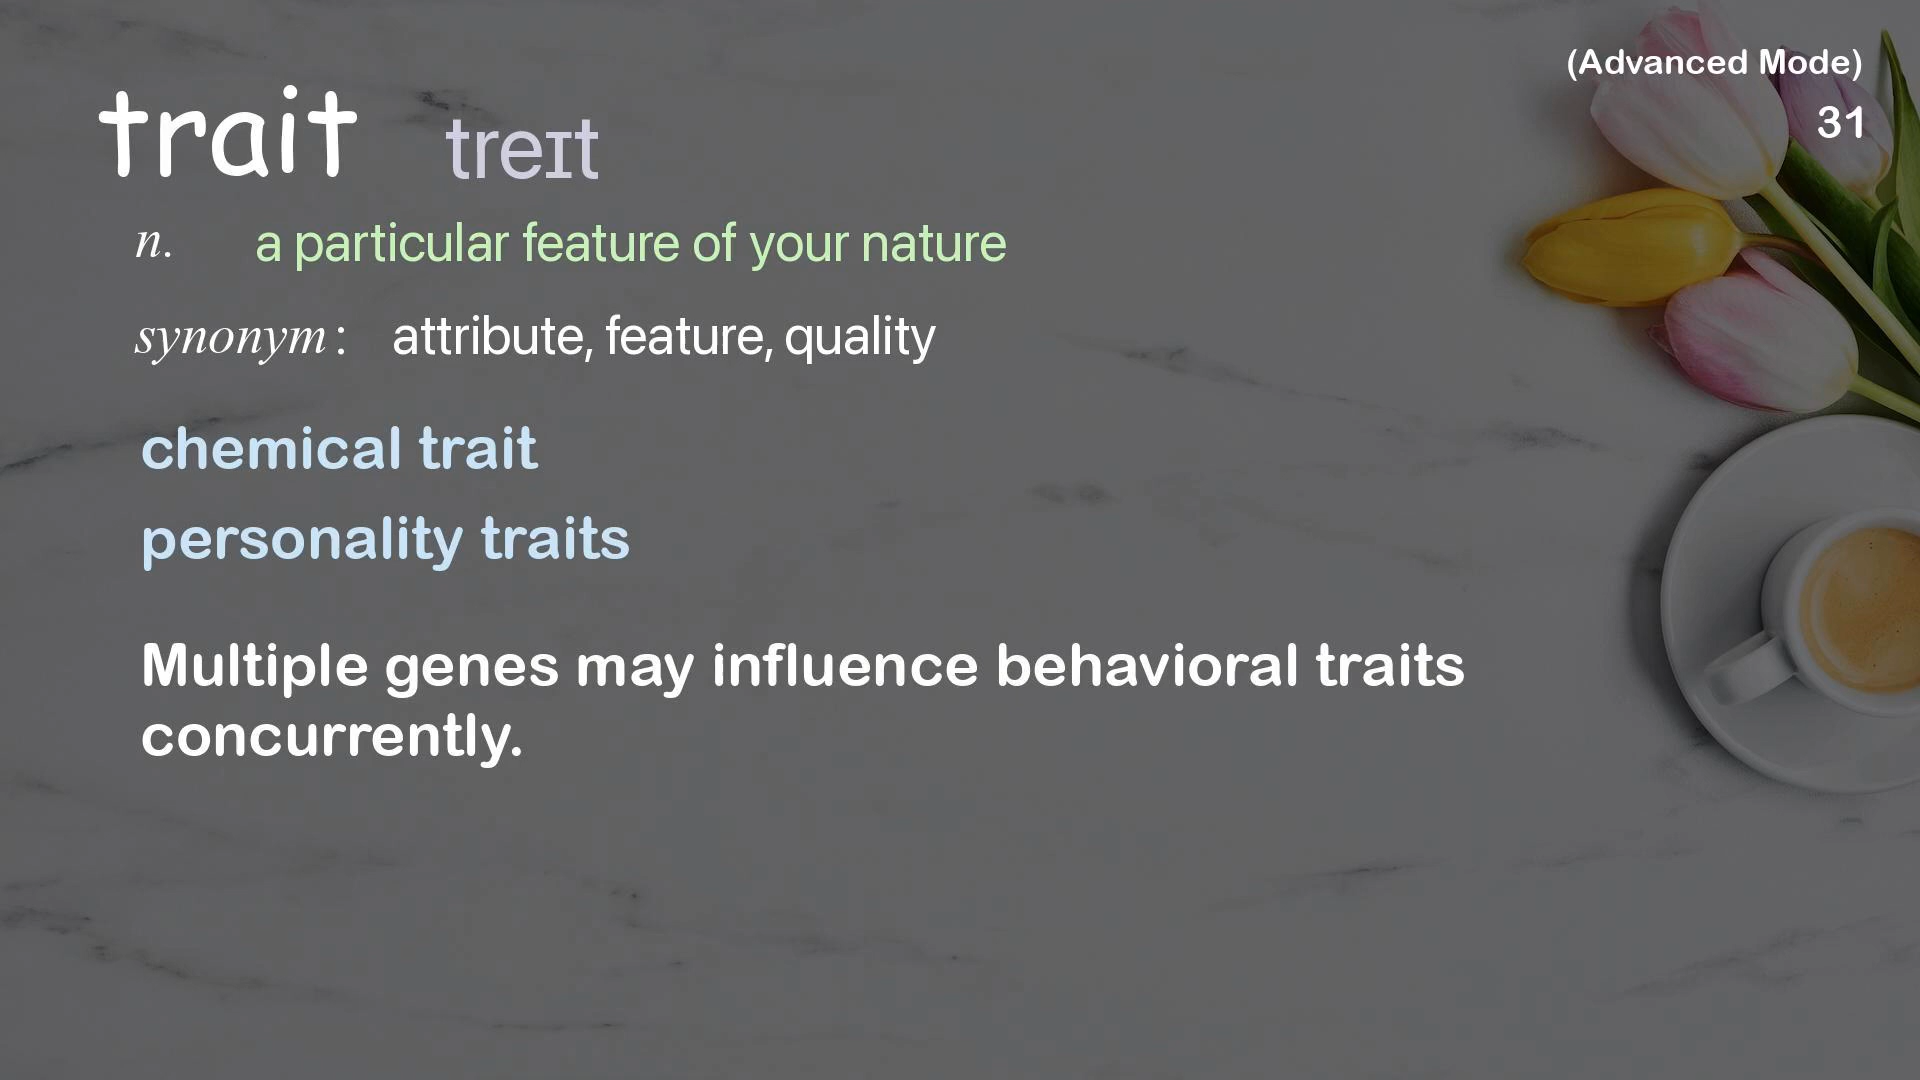 (Advanced Mode)
31
trait treɪt
n. a particular feature of your nature
synonym: attribute, feature, quality
chemical trait
personality traits
Multiple genes may influence behavioral traits
concurrently.